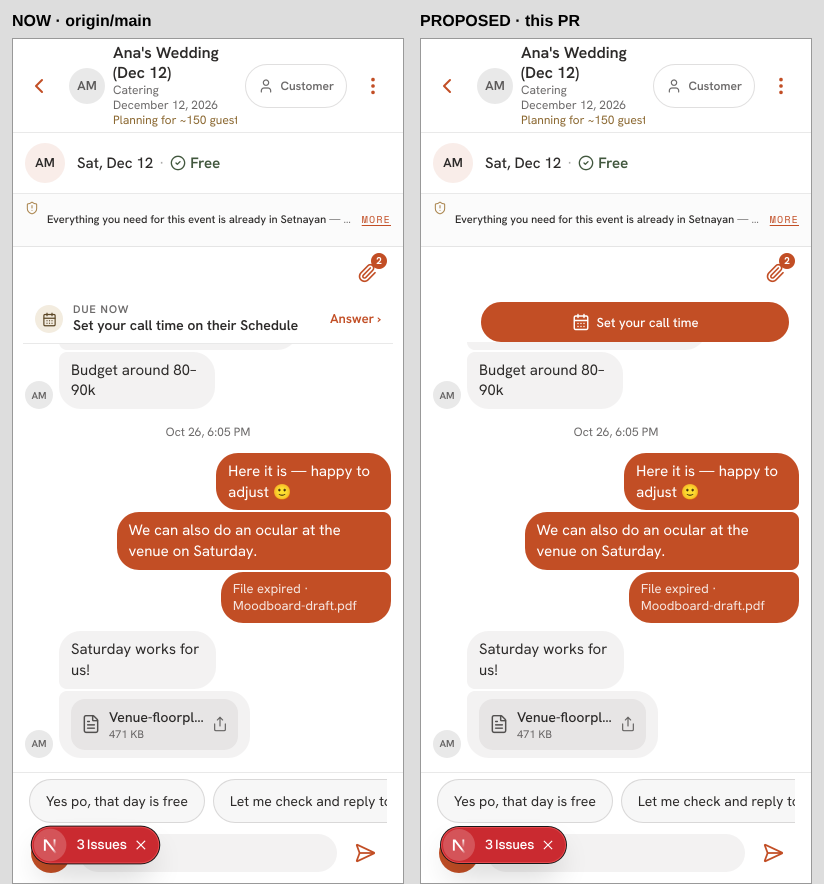 NOW · origin/main
AM
Ana's Wedding
(Dec 12)
Catering
December 12, 2026
Planning for ~150 guest
Customer
AM
Sat, Dec 12 · Free
Everything you need for this event is already in Setnayan — ...
MORE
2
DUE NOW
Set your call time on their Schedule
Answer ›
Budget around 80–
90k
AM
Oct 26, 6:05 PM
Here it is — happy to
adjust 🙂
We can also do an ocular at the
venue on Saturday.
File expired ·
Moodboard-draft.pdf
Saturday works for
us!
Venue-floorpl...
471 KB
AM
Yes po, that day is free
Let me check and reply to
N 3 Issues ×
PROPOSED · this PR
AM
Ana's Wedding
(Dec 12)
Catering
December 12, 2026
Planning for ~150 guest
Customer
AM
Sat, Dec 12 · Free
Everything you need for this event is already in Setnayan — ...
MORE
2
Set your call time
Budget around 80–
90k
AM
Oct 26, 6:05 PM
Here it is — happy to
adjust 🙂
We can also do an ocular at the
venue on Saturday.
File expired ·
Moodboard-draft.pdf
Saturday works for
us!
Venue-floorpl...
471 KB
AM
Yes po, that day is free
Let me check and reply to
N 3 Issues ×